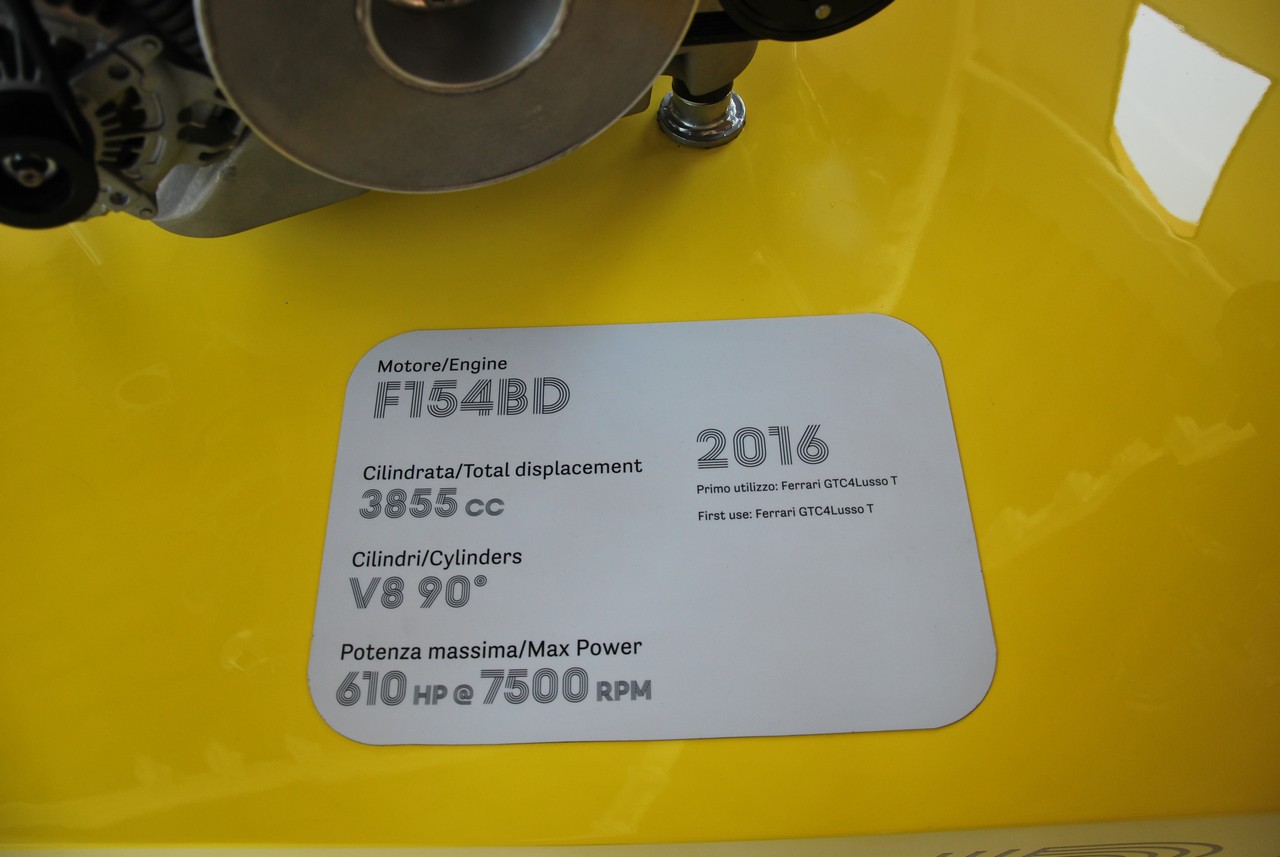 Motore/Engine
F154BD
Cilindrata/Total displacement
3855 CC
Cilindri/Cylinders
V8 90°
Potenza massima/Max Power
610 HP @ 7500 RPM
2016
Primo utilizzo: Ferrari GTC4Lusso T
First use: Ferrari GTC4Lusso T